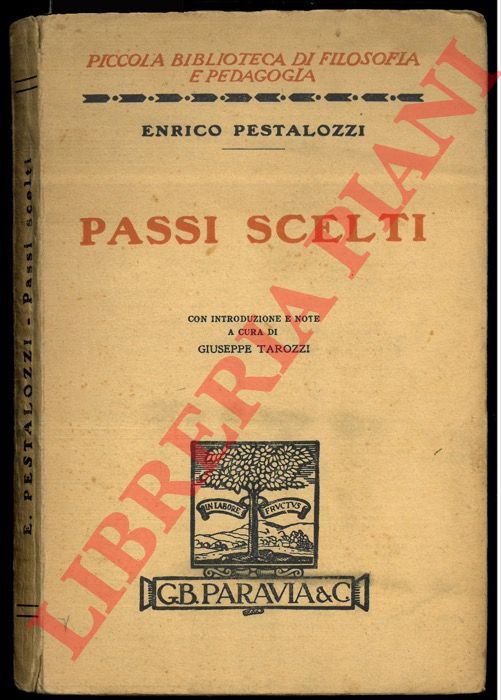 PICCOLA BIBLIOTECA DI FILOSOFIA
E PEDAGOGIA
ENRICO PESTALOZZI
PASSI SCELTI
CON INTRODUZIONE E NOTE
A CURA DI
GIUSEPPE TAROZZI
IN LABORE FRVCTVS
G.B. PARAVIA & C.
E. PESTALOZZI - Passi scelti
LIBRERIA PIANI